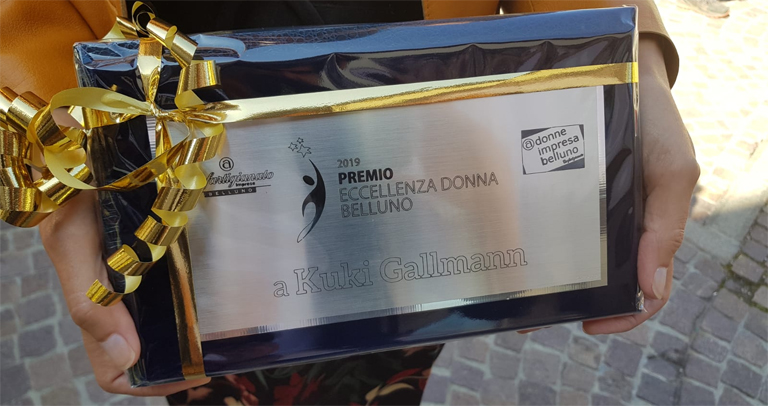 impresa
BELLUNO
2019
PREMIO
ECCELLENZA DONNA
BELLUNO
donne
impresa
belluno
a Kuki Gallmann